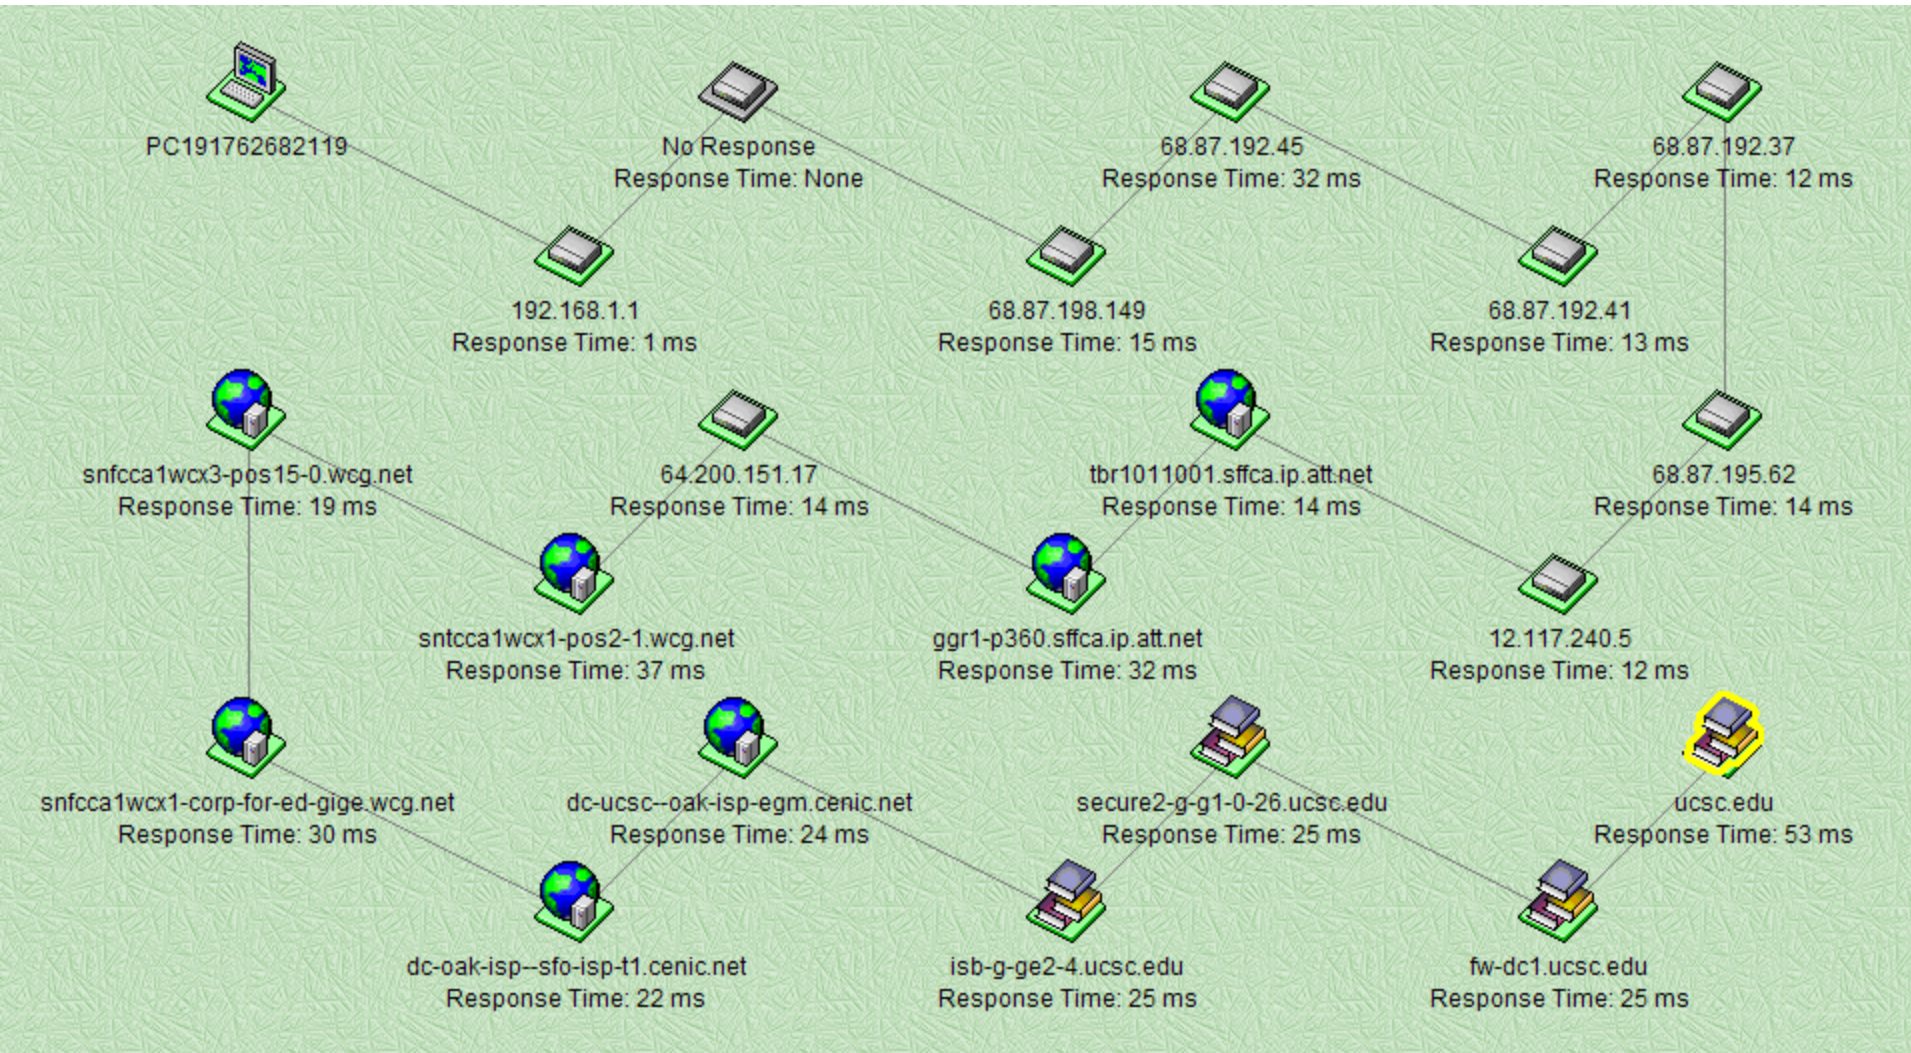 PC191762682119
No Response
Response Time: None
68.87.192.45
Response Time: 32 ms
68.87.192.37
Response Time: 12 ms
192.168.1.1
Response Time: 1 ms
68.87.198.149
Response Time: 15 ms
68.87.192.41
Response Time: 13 ms
snfcca1wcx3-pos15-0.wcg.net
Response Time: 19 ms
64.200.151.17
Response Time: 14 ms
tbr1011001.sffca.ip.att.net
Response Time: 14 ms
68.87.195.62
Response Time: 14 ms
sntcca1wcx1-pos2-1.wcg.net
Response Time: 37 ms
ggr1-p360.sffca.ip.att.net
Response Time: 32 ms
12.117.240.5
Response Time: 12 ms
snfcca1wcx1-corp-for-ed-gige.wcg.net
Response Time: 30 ms
dc-ucsc--oak-isp-egm.cenic.net
Response Time: 24 ms
secure2-g-g1-0-26.ucsc.edu
Response Time: 25 ms
ucsc.edu
Response Time: 53 ms
dc-oak-isp--sfo-isp-t1.cenic.net
Response Time: 22 ms
isb-g-ge2-4.ucsc.edu
Response Time: 25 ms
fw-dc1.ucsc.edu
Response Time: 25 ms